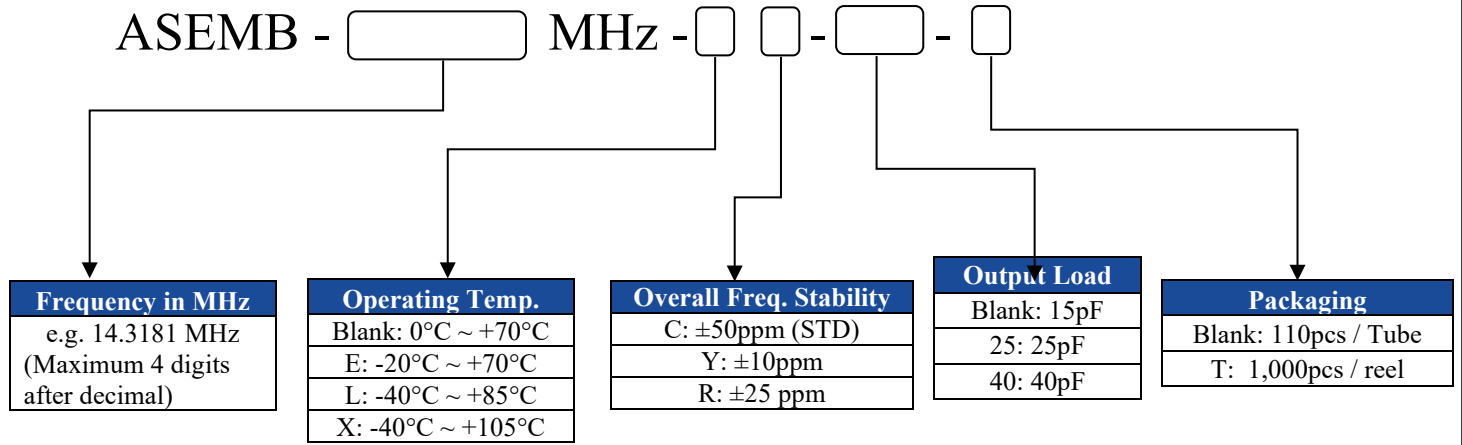 ASEMB - MHz - - -
Frequency in MHz
e.g. 14.3181 MHz
(Maximum 4 digits
after decimal)
Operating Temp.
Blank: 0°C ~ +70°C
E: -20°C ~ +70°C
L: -40°C ~ +85°C
X: -40°C ~ +105°C
Overall Freq. Stability
C: ±50ppm (STD)
Y: ±10ppm
R: ±25 ppm
Output Load
Blank: 15pF
25: 25pF
40: 40pF
Packaging
Blank: 110pcs / Tube
T: 1,000pcs / reel